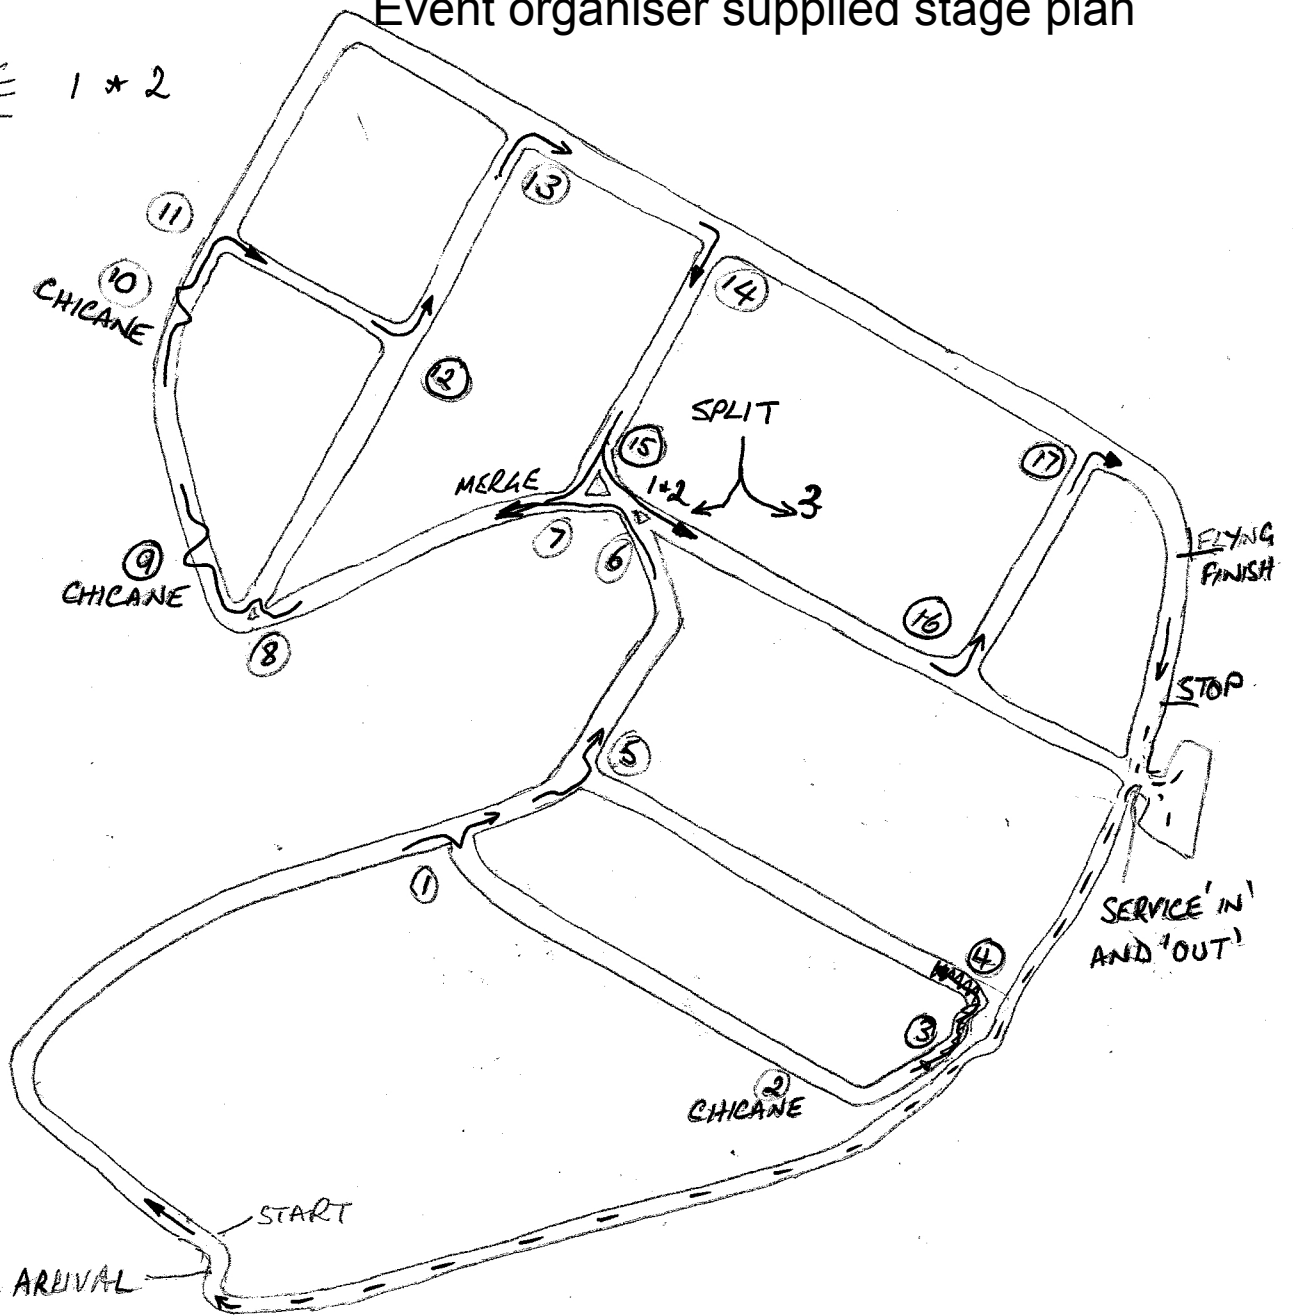 Event organiser supplied stage plan
1 * 2
11
10
CHICANE
13
14
12
SPLIT
15
1*2
3
17
MERGE
7
6
FLYING
FINISH
9
CHICANE
8
16
STOP
5
1
SERVICE 'IN'
AND 'OUT'
4
3
2
CHICANE
START
ARRIVAL